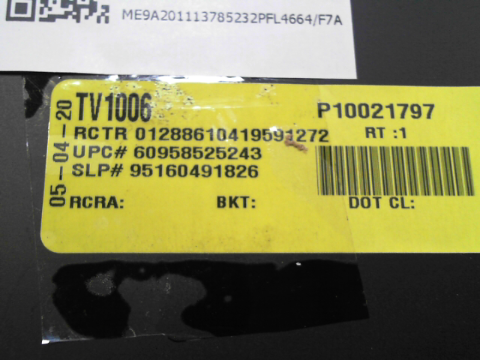 ME9A201113785232PFL4664/F7A
05-04-20
TV1006
P10021797
RCTR 01288610419591272
RT :1
UPC# 60958525243
SLP# 95160491826
RCRA: BKT: DOT CL: